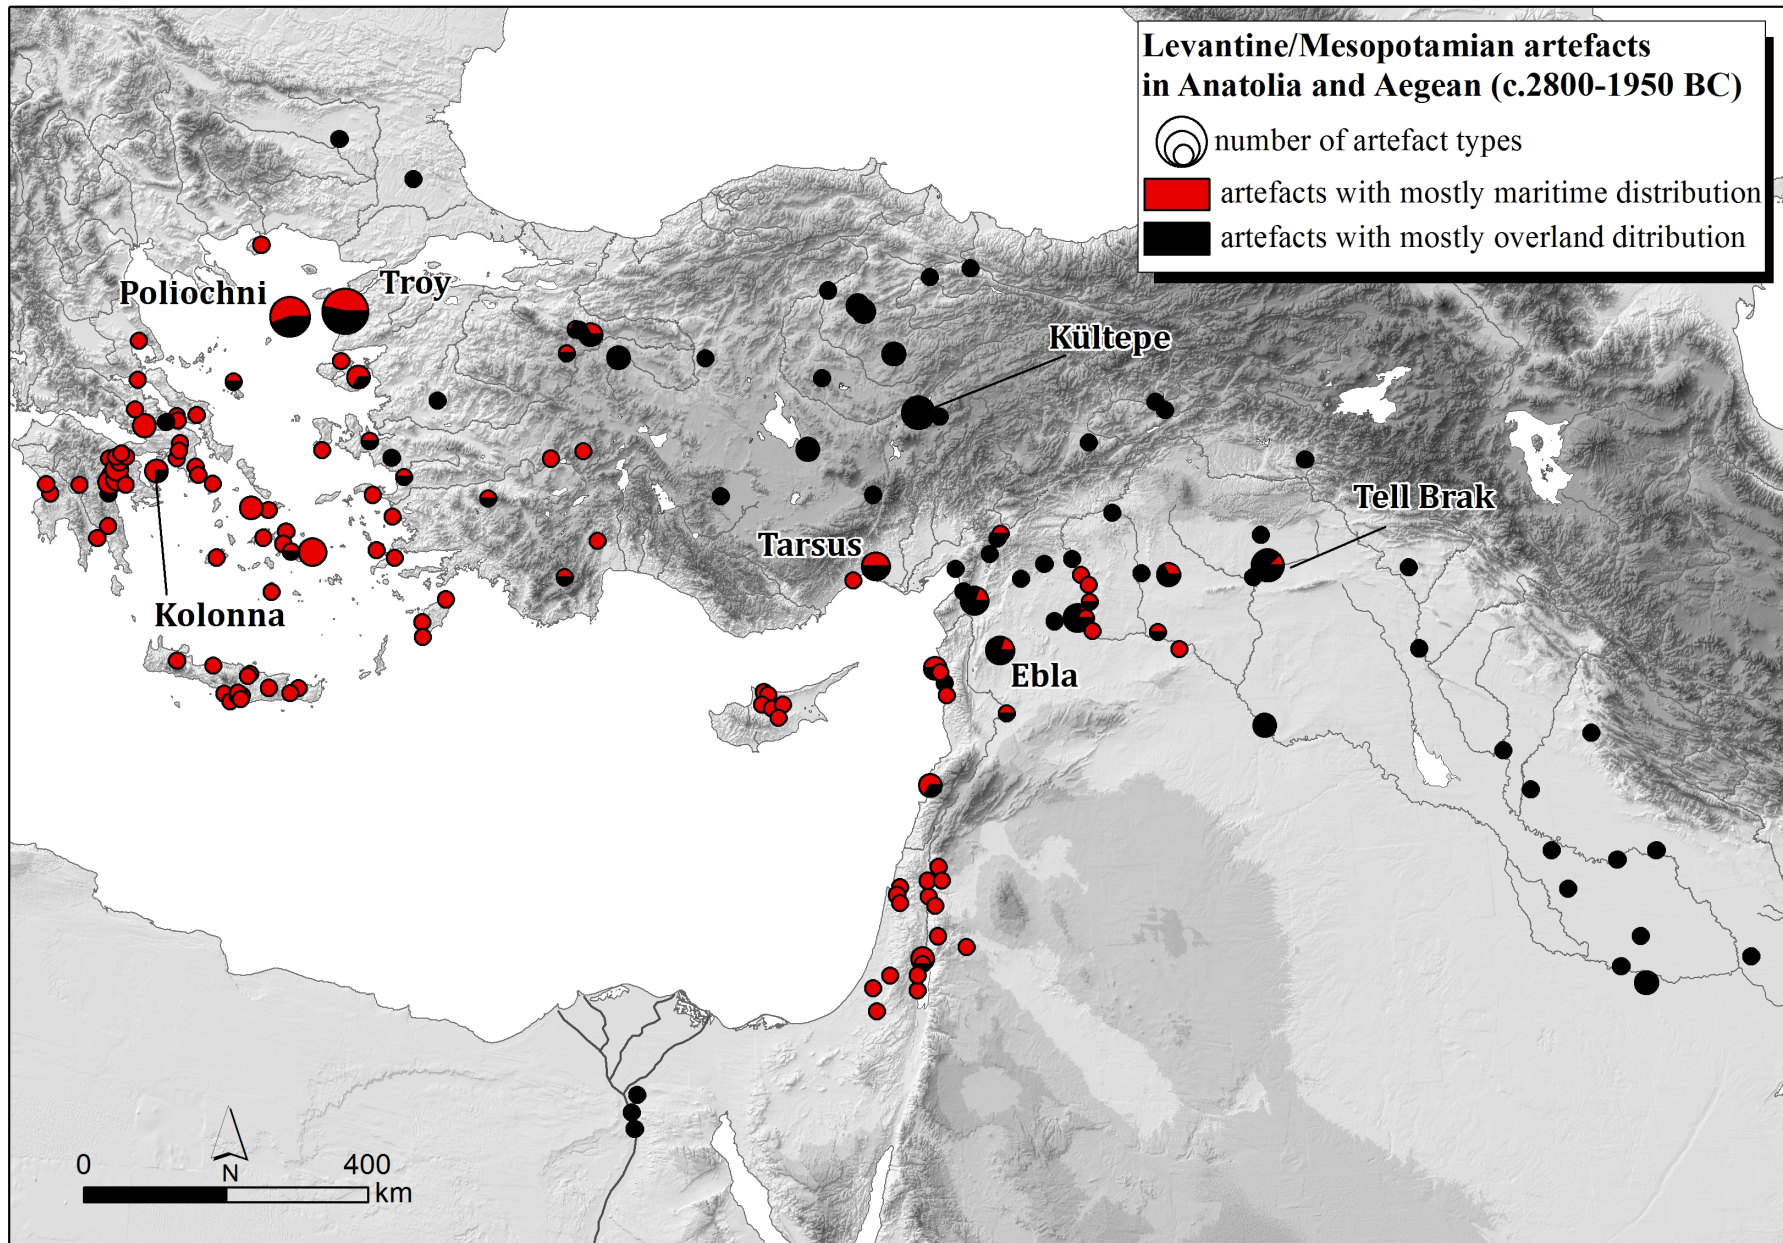 Levantine/Mesopotamian artefacts
in Anatolia and Aegean (c.2800-1950 BC)
number of artefact types
artefacts with mostly maritime distribution
artefacts with mostly overland ditribution
Troy
Poliochni
Kültepe
Tell Brak
Tarsus
Kolonna
Ebla
0 400
N
km